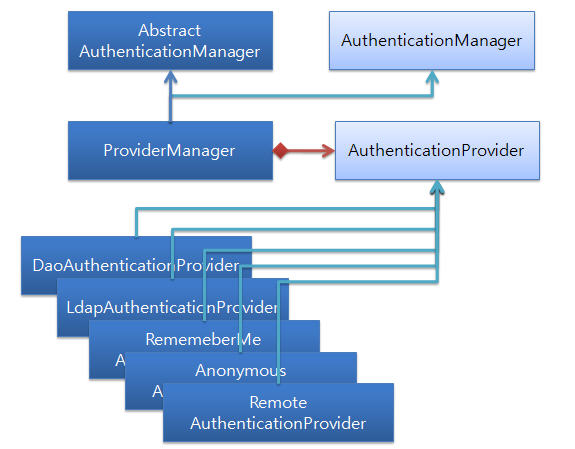 Abstract
AuthenticationManager
AuthenticationManager
ProviderManager
AuthenticationProvider
DaoAuthenticationProvider
LdapAuthenticationProvider
RememeberMe
A
Anonymous
A
Remote
AuthenticationProvider